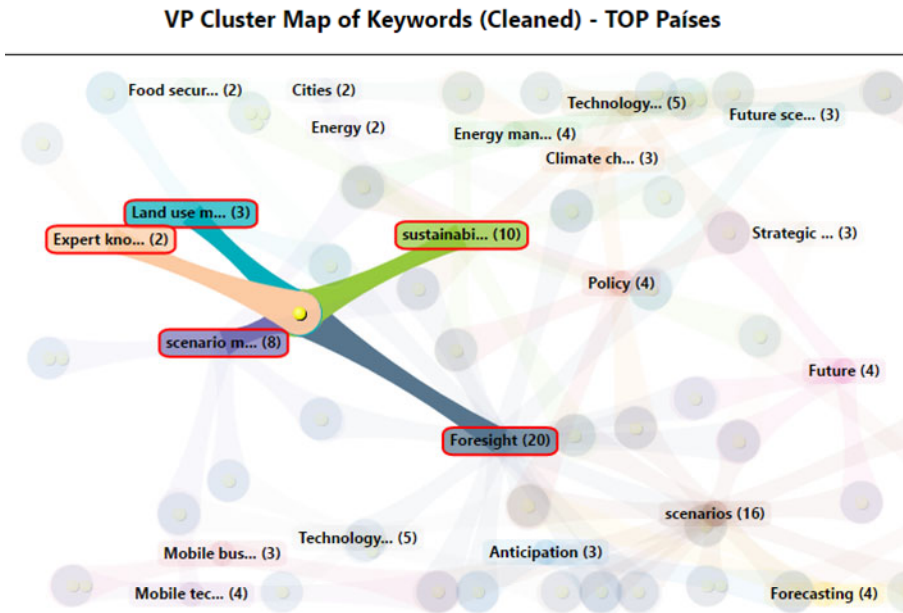 VP Cluster Map of Keywords (Cleaned) - TOP Países
Food secur... (2)
Cities (2)
Technology... (5)
Future sce... (3)
Energy (2)
Energy man... (4)
Climate ch... (3)
Land use m... (3)
Expert kno... (2)
sustainabi... (10)
Strategic ... (3)
Policy (4)
scenario m... (8)
Future (4)
Foresight (20)
scenarios (16)
Technology... (5)
Mobile bus... (3)
Anticipation (3)
Mobile tec... (4)
Forecasting (4)